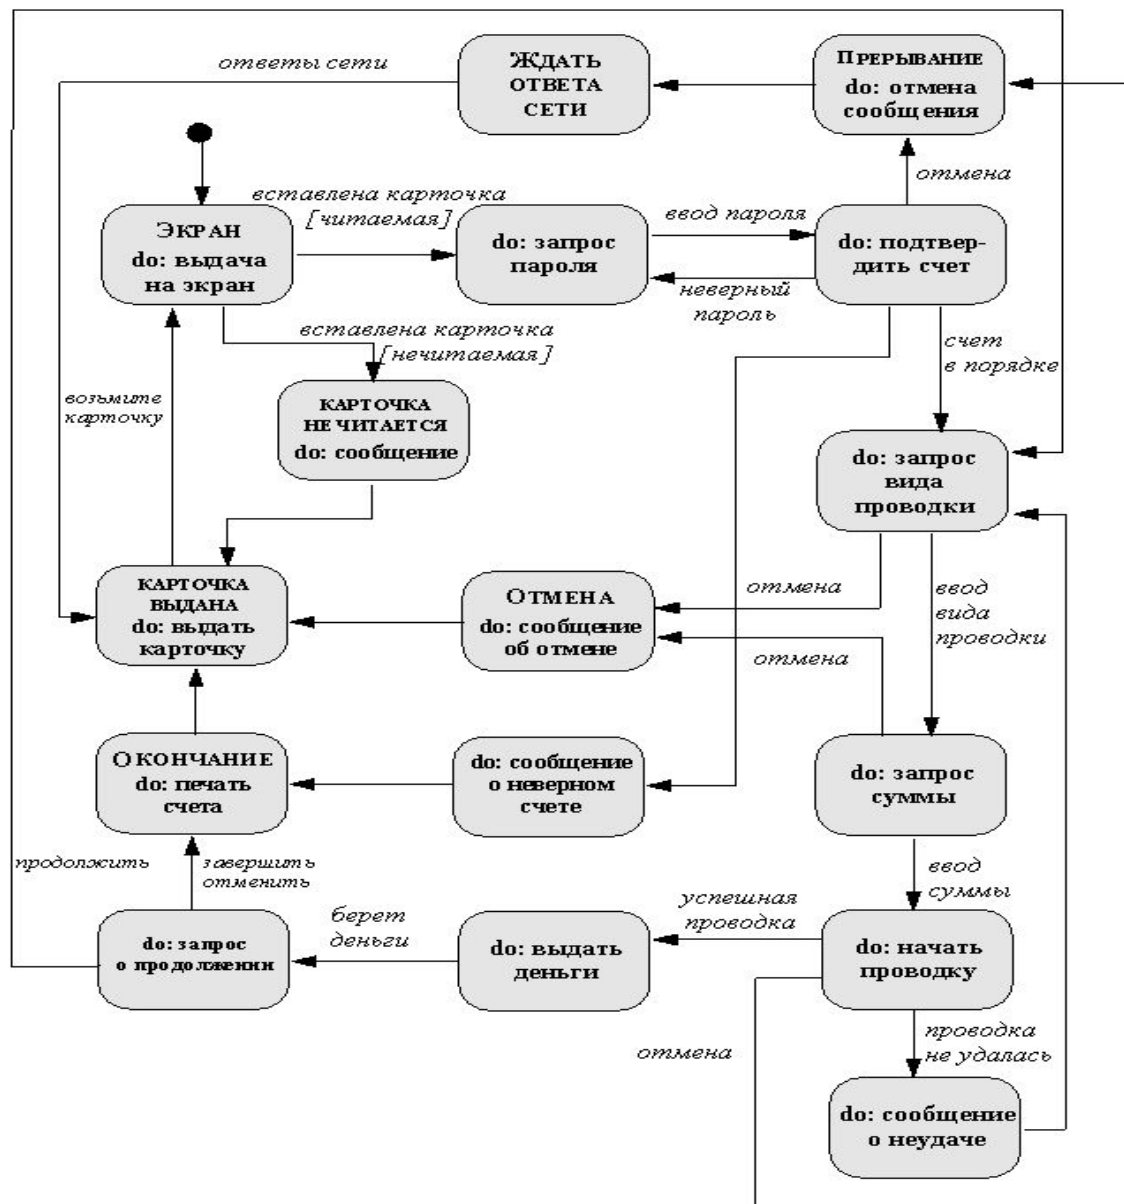 ответы сети
ЖДАТЬ
ОТВЕТА
СЕТИ
ПРЕРЫВАНИЕ
do: отмена
сообщения
отмена
вставлена карточка
[читаемая]
ввод пароля
ЭКРАН
do: выдача
на экран
do: запрос
пароля
do: подтвер-
дить счет
неверный
пароль
вставлена карточка
[нечитаемая]
счет
в порядке
возьмите
карточку
КАРТОЧКА
НЕ ЧИТАЕТСЯ
do: сообщение
do: запрос
вида
проводки
КАРТОЧКА
ВЫДАНА
do: выдать
карточку
ОТМЕНА
do: сообщение
об отмене
отмена
отмена
ввод
вида
проводки
ОКОНЧАНИЕ
do: печать
счета
do: сообщение
о неверном
счете
do: запрос
суммы
продолжить
завершить
отменить
ввод
суммы
берет
деньги
успешная
проводка
do: запрос
о продолжении
do: выдать
деньги
do: начать
проводку
отмена
проводка
не удалась
do: сообщение
о неудаче